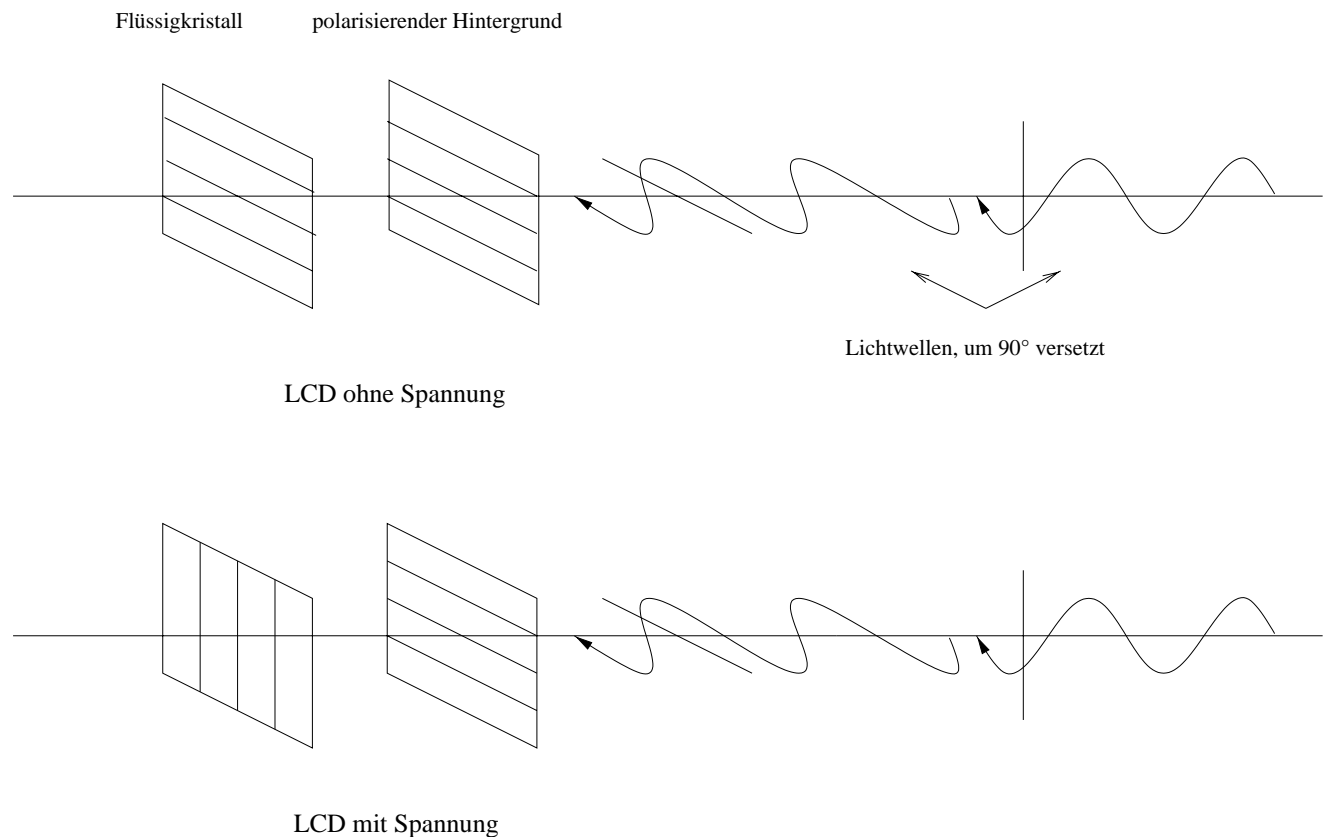 Flüssigkristall polarisierender Hintergrund
Lichtwellen, um 90° versetzt
LCD ohne Spannung
LCD mit Spannung